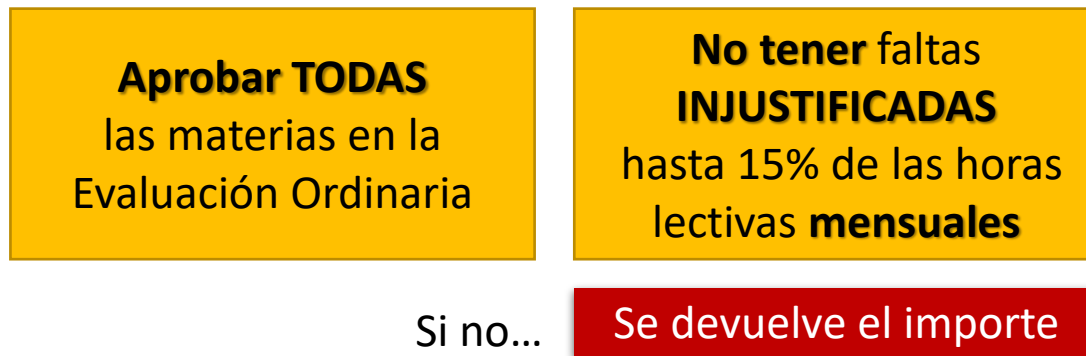 Aprobar TODAS
las materias en la
Evaluación Ordinaria
No tener faltas
INJUSTIFICADAS
hasta 15% de las horas
lectivas mensuales
Si no…
Se devuelve el importe